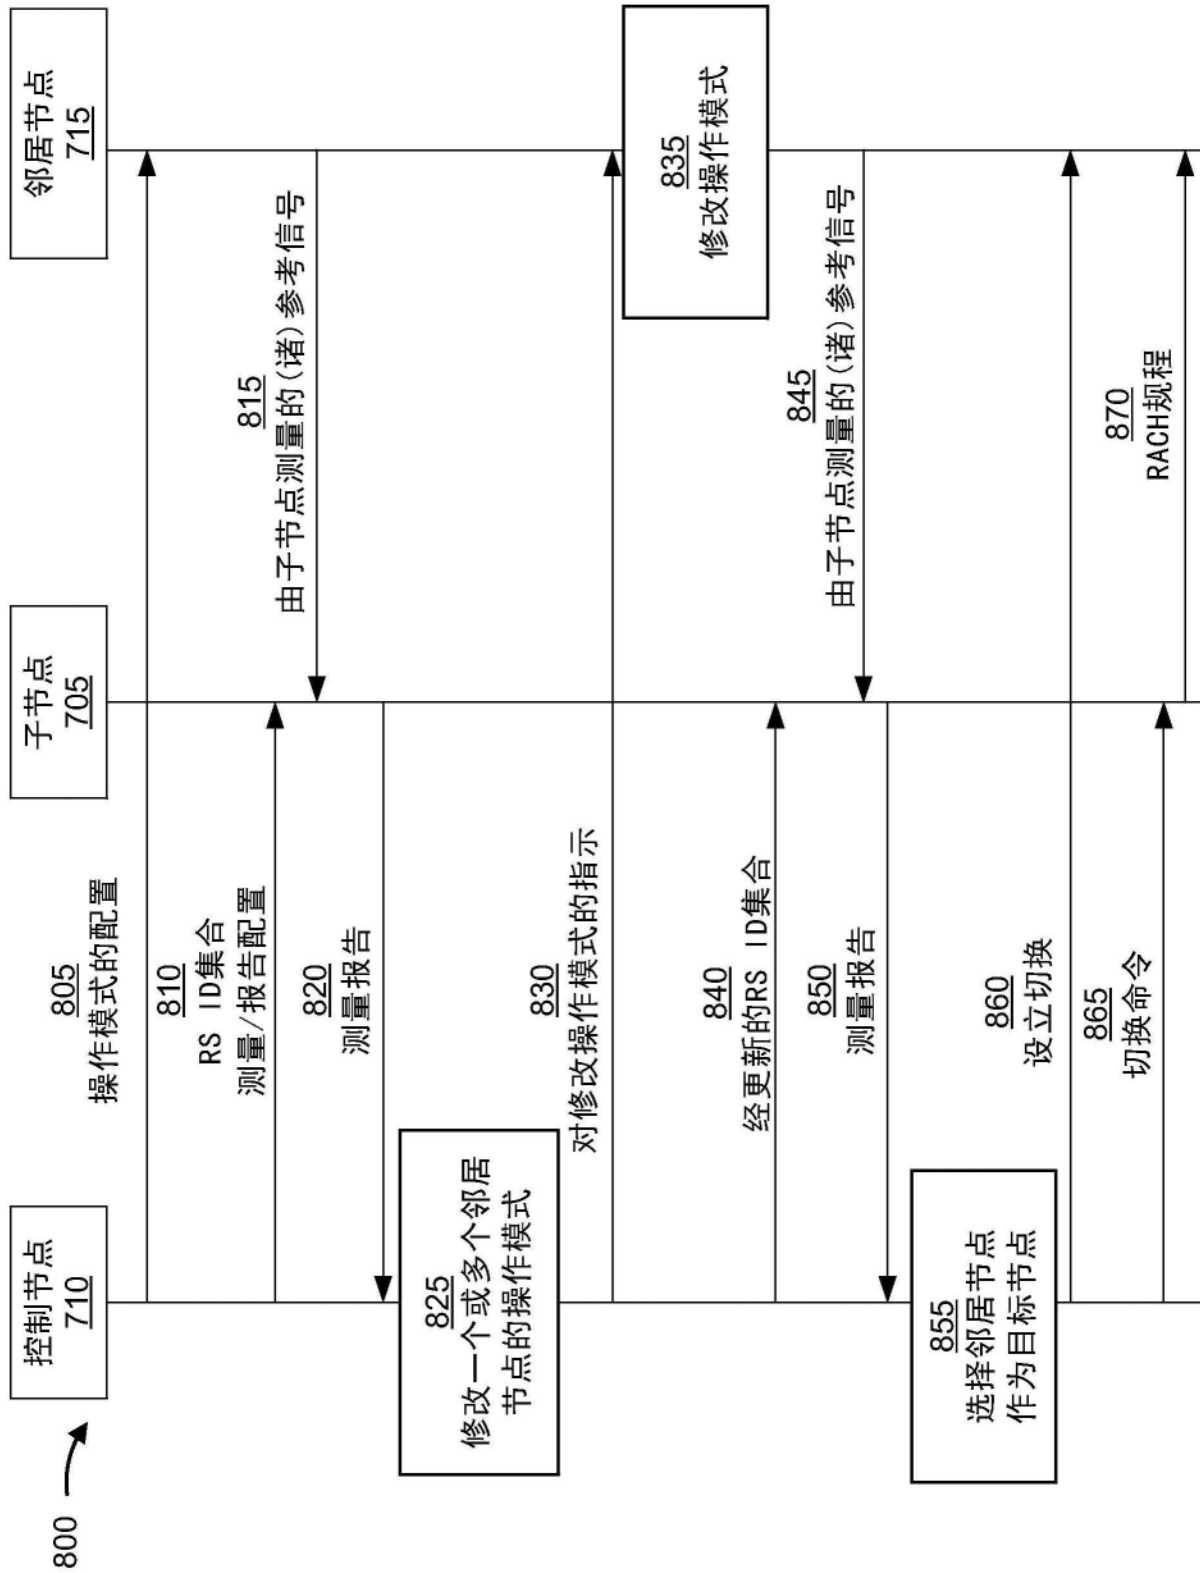 800
控制节点
710
子节点
705
邻居节点
715
805
操作模式的配置
810
RS ID集合
测量/报告配置
815
由子节点测量的(诸)参考信号
820
测量报告
825
修改一个或多个邻居
节点的操作模式
830
对修改操作模式的指示
835
修改操作模式
840
经更新的RS ID集合
845
由子节点测量的(诸)参考信号
850
测量报告
855
选择邻居节点
作为目标节点
860
设立切换
865
切换命令
870
RACH规程